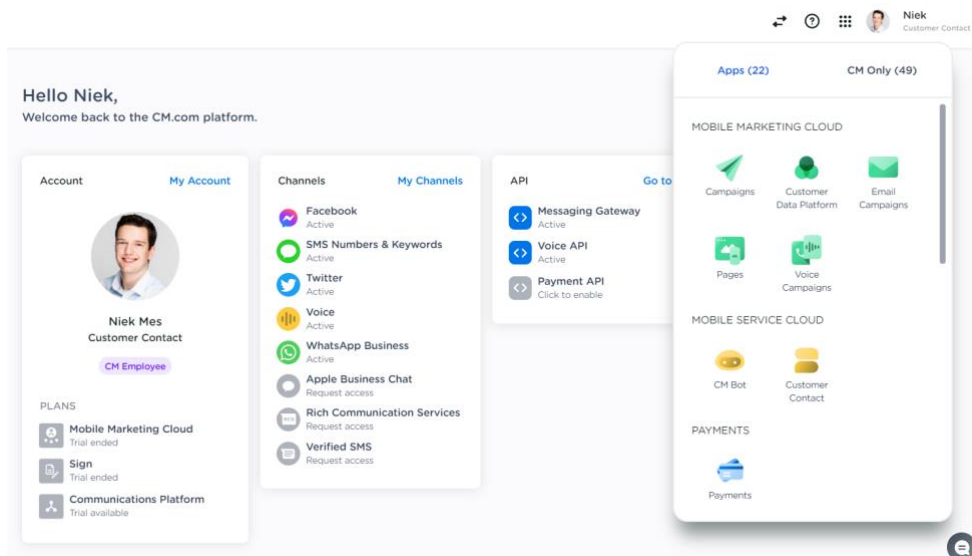 Niek
Customer Contact
Apps (22)
CM Only (49)
Hello Niek,
Welcome back to the CM.com platform.
Account
My Account
Niek Mes
Customer Contact
CM Employee
PLANS
Mobile Marketing Cloud
Trial ended
Sign
Trial ended
Communications Platform
Trial available
Channels
My Channels
Facebook
Active
SMS Numbers & Keywords
Active
Twitter
Active
Voice
Active
WhatsApp Business
Active
Apple Business Chat
Request access
Rich Communication Services
Request access
Verified SMS
Request access
API
Go to
Messaging Gateway
Active
Voice API
Active
Payment API
Click to enable
MOBILE MARKETING CLOUD
Campaigns
Customer
Data Platform
Email
Campaigns
Pages
Voice
Campaigns
MOBILE SERVICE CLOUD
CM Bot
Customer
Contact
PAYMENTS
Payments